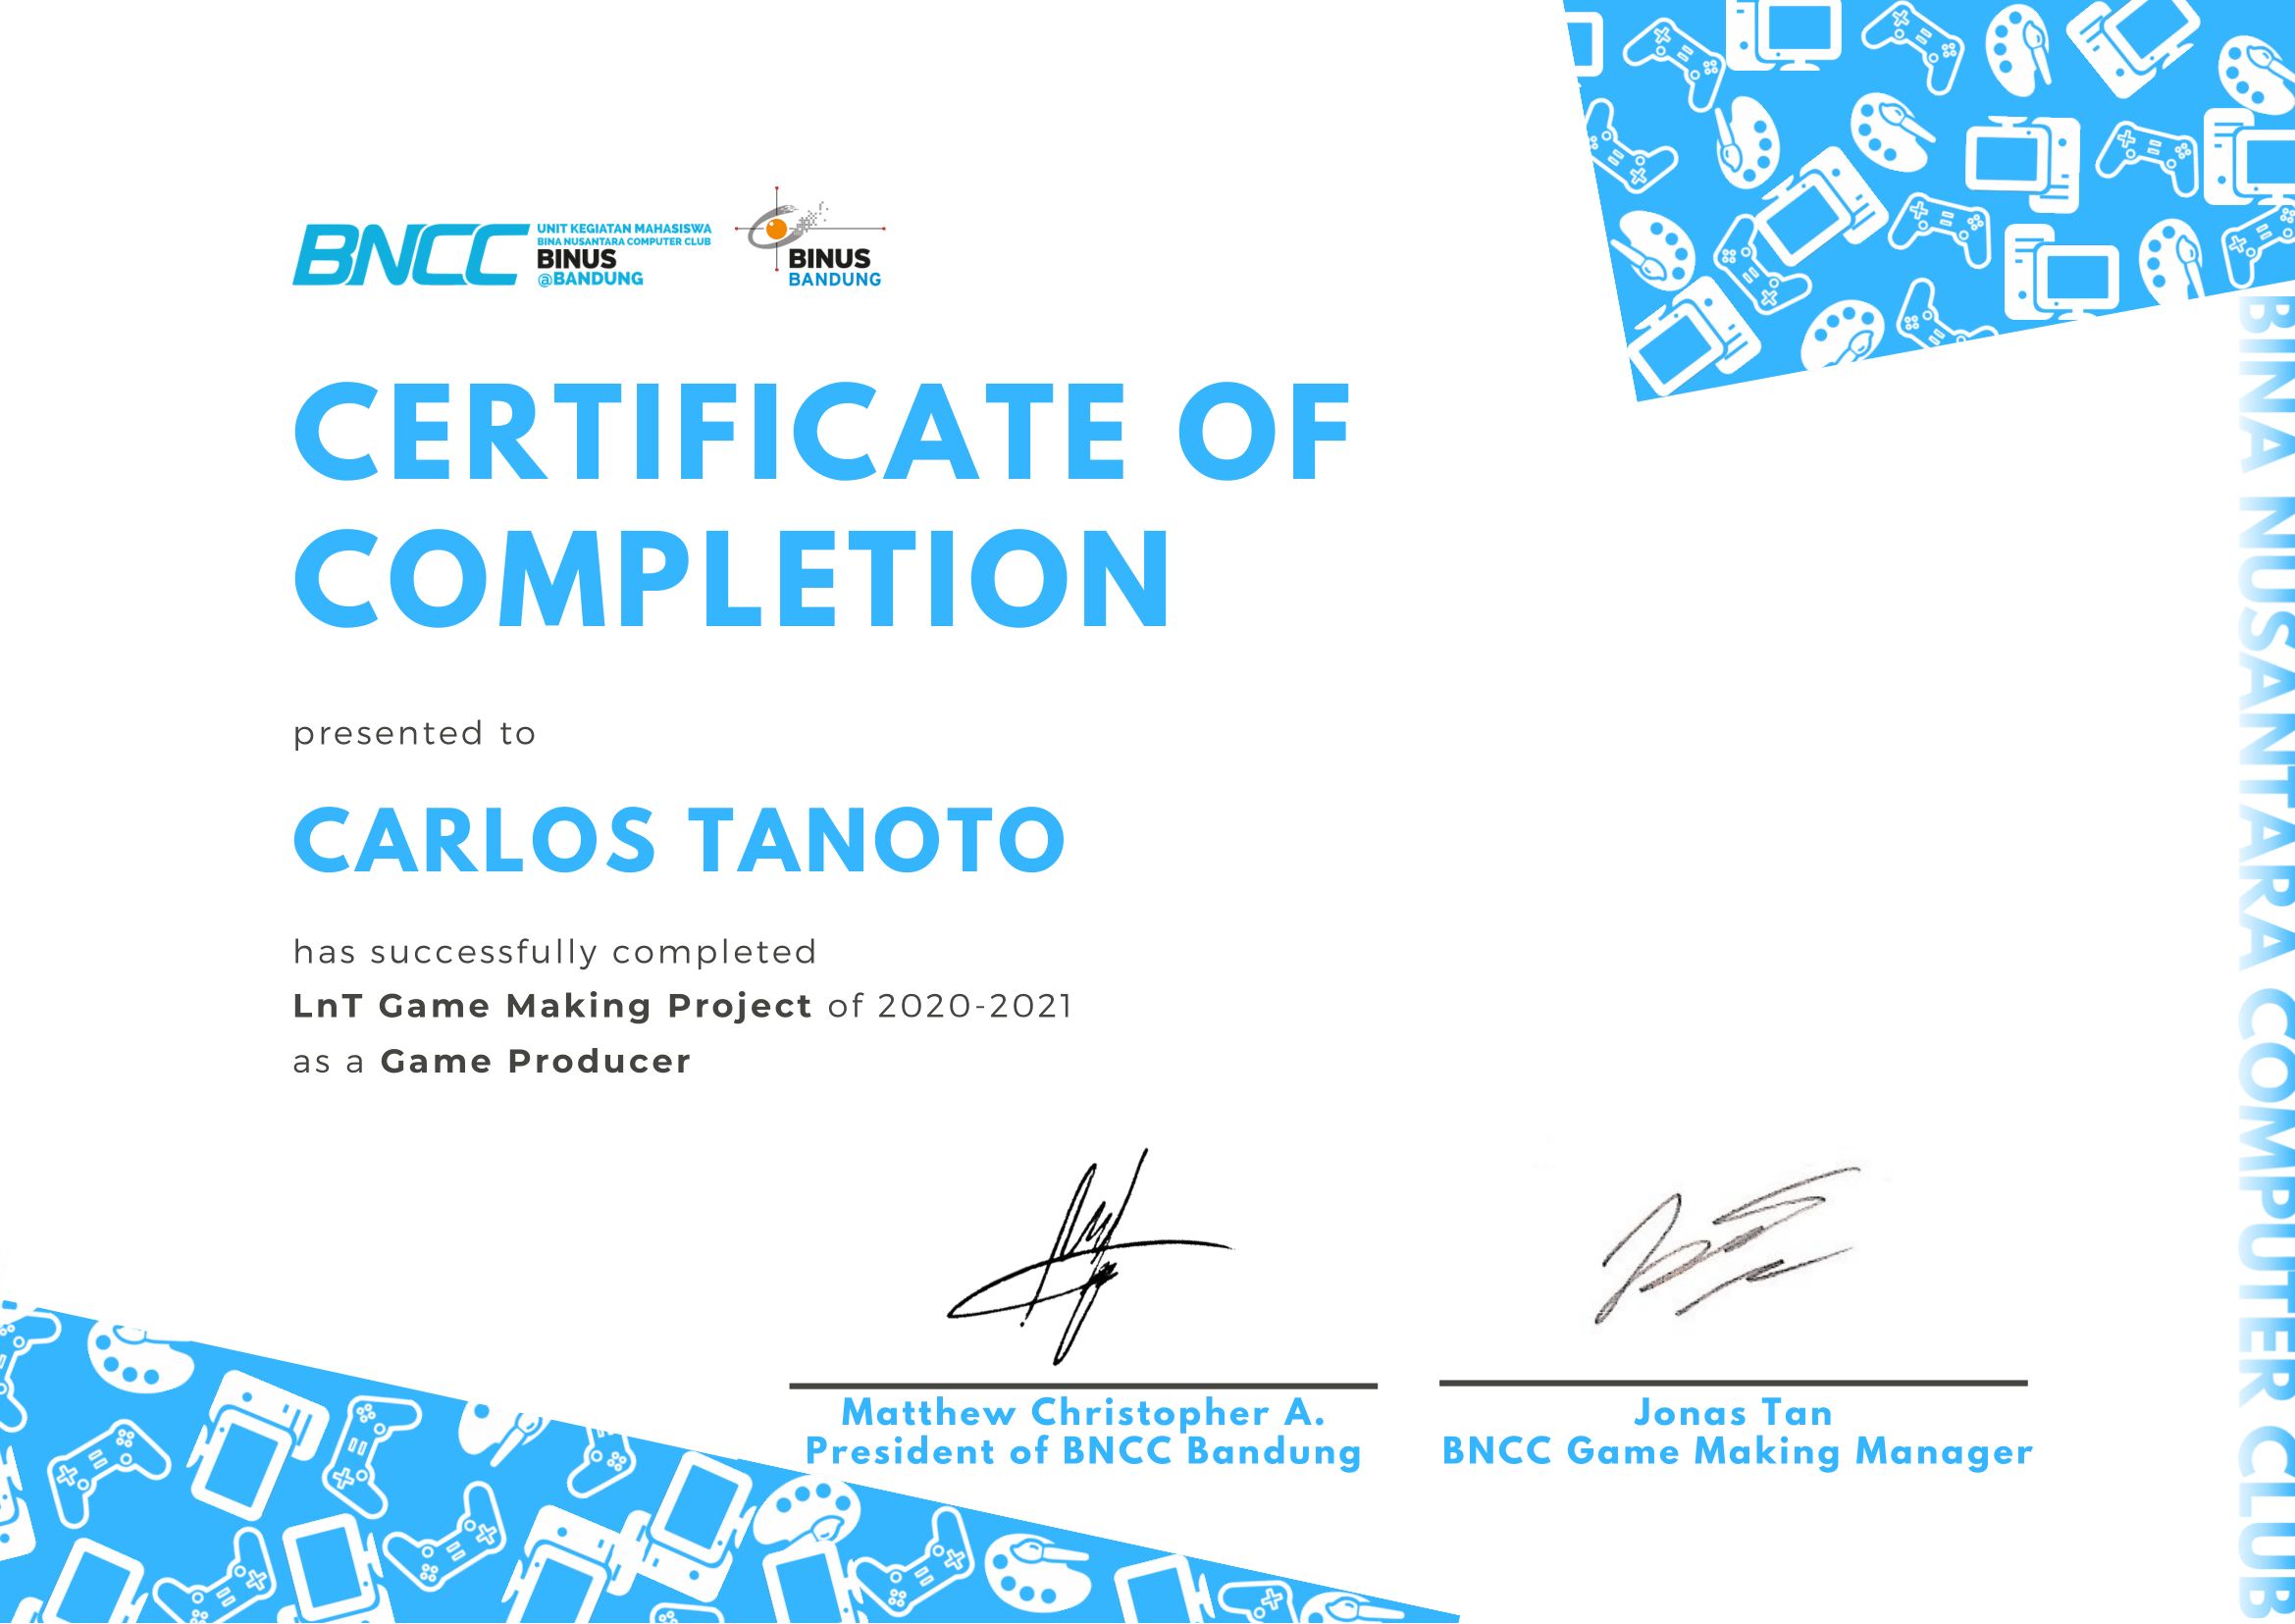 BNCC
UNIT KEGIATAN MAHASISWA
BINA NUSANTARA COMPUTER CLUB
BINUS
@BANDUNG
BINUS
BANDUNG
CERTIFICATE OF
COMPLETION
presented to
CARLOS TANOTO
has successfully completed
LnT Game Making Project of 2020-2021
as a Game Producer
Matthew Christopher A.
President of BNCC Bandung
Jonas Tan
BNCC Game Making Manager
BINA NUSANTARA COMPUTER CLUB